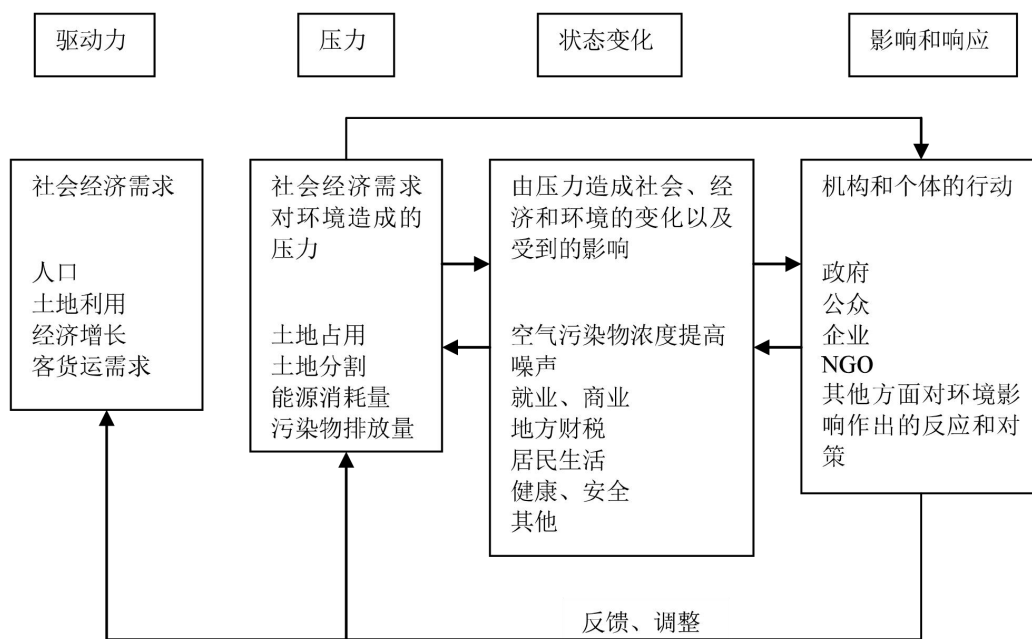 驱动力
压力
状态变化
影响和响应
社会经济需求
人口
土地利用
经济增长
客货运需求
社会经济需求
对环境造成的
压力
土地占用
土地分割
能源消耗量
污染物排放量
由压力造成社会、经
济和环境的变化以及
受到的影响
空气污染物浓度提高
噪声
就业、商业
地方财税
居民生活
健康、安全
其他
机构和个体的行动
政府
公众
企业
NGO
其他方面对环境影
响作出的反应和对
策
反馈、调整